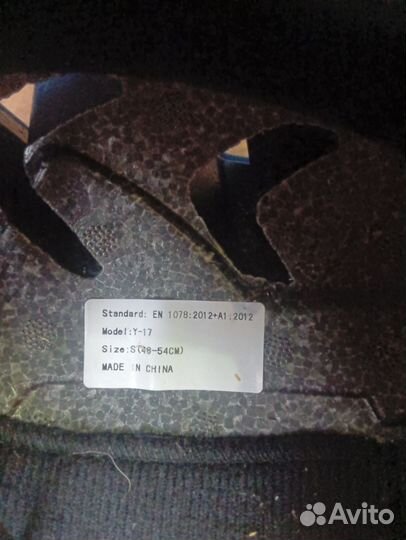 Standard: EN 1078:2012+A1:2012
Model:Y-17
Size:S(48-54CM)
MADE IN CHINA
Avito